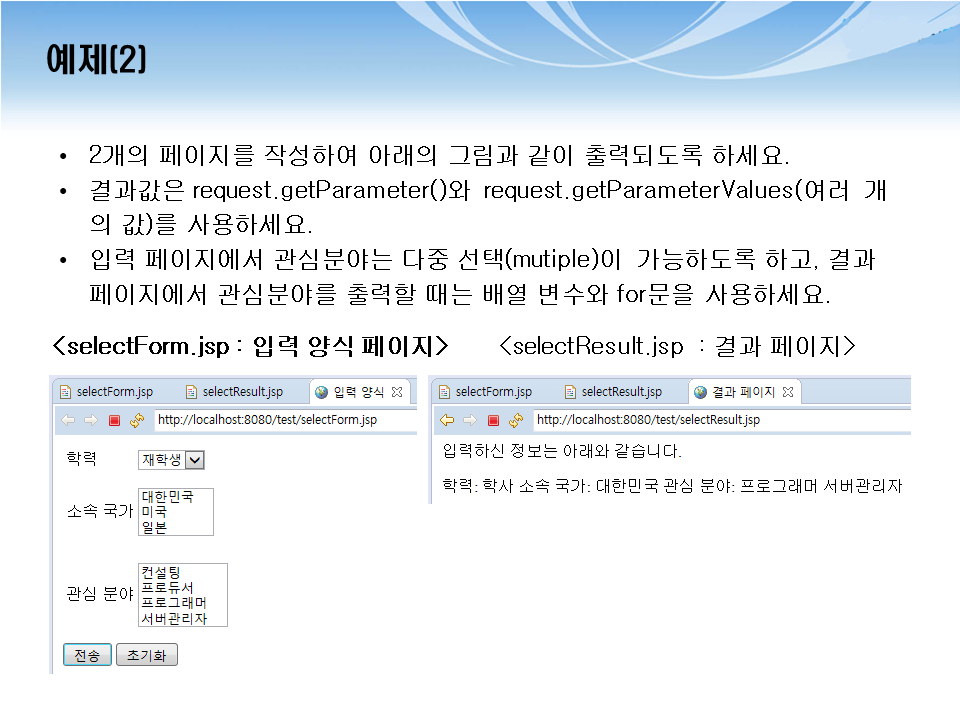 예제(2)
• 2개의 페이지를 작성하여 아래의 그림과 같이 출력되도록 하세요.
• 결과값은 request.getParameter()와 request.getParameterValues(여러 개
의 값)를 사용하세요.
• 입력 페이지에서 관심분야는 다중 선택(mutiple)이 가능하도록 하고, 결과
페이지에서 관심분야를 출력할 때는 배열 변수와 for문을 사용하세요.
<selectForm.jsp : 입력 양식 페이지>
<selectResult.jsp : 결과 페이지>
selectForm.jsp selectResult.jsp 입력 양식
http://localhost:8080/test/selectForm.jsp
학력 재학생
소속 국가
대한민국
미국
일본
관심 분야
컨설팅
프로듀서
프로그래머
서버관리자
전송 초기화
selectForm.jsp selectResult.jsp 결과 페이지
http://localhost:8080/test/selectResult.jsp
입력하신 정보는 아래와 같습니다.
학력: 학사 소속 국가: 대한민국 관심 분야: 프로그래머 서버관리자